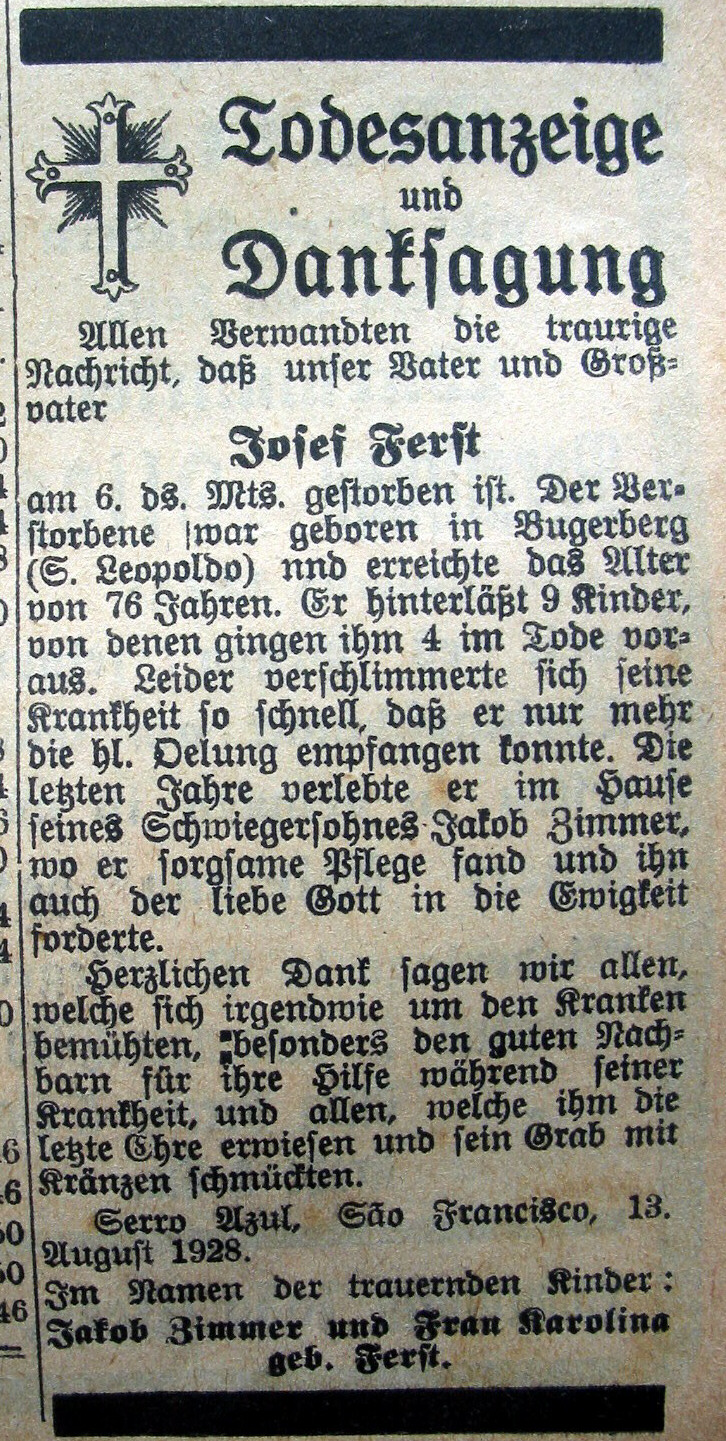 Todesanzeige
und
Danksagung
Allen Verwandten die traurige
Nachricht, daß unser Vater und Groß-
vater
Josef Ferst
am 6. ds. Mts. gestorben ist. Der Ver-
storbene war geboren in Bugerberg
(S. Leopoldo) nnd erreichte das Alter
von 76 Jahren. Er hinterläßt 9 Kinder,
von denen gingen ihm 4 im Tode vor-
aus. Leider verschlimmerte sich seine
Krankheit so schnell, daß er nur mehr
die hl. Oelung empfangen konnte. Die
letzten Jahre verlebte er im Hause
seines Schwiegersohnes Jakob Zimmer,
wo er sorgsame Pflege fand und ihn
auch der liebe Gott in die Ewigkeit
forderte.
Herzlichen Dank sagen wir allen,
welche sich irgendwie um den Kranken
bemühten, besonders den guten Nach-
barn für ihre Hilfe während seiner
Krankheit, und allen, welche ihm die
letzte Ehre erwiesen und sein Grab mit
Kränzen schmückten.
Serro Azul, São Francisco, 13.
August 1928.
Im Namen der trauernden Kinder:
Jakob Zimmer und Frau Karolina
geb. Ferst.